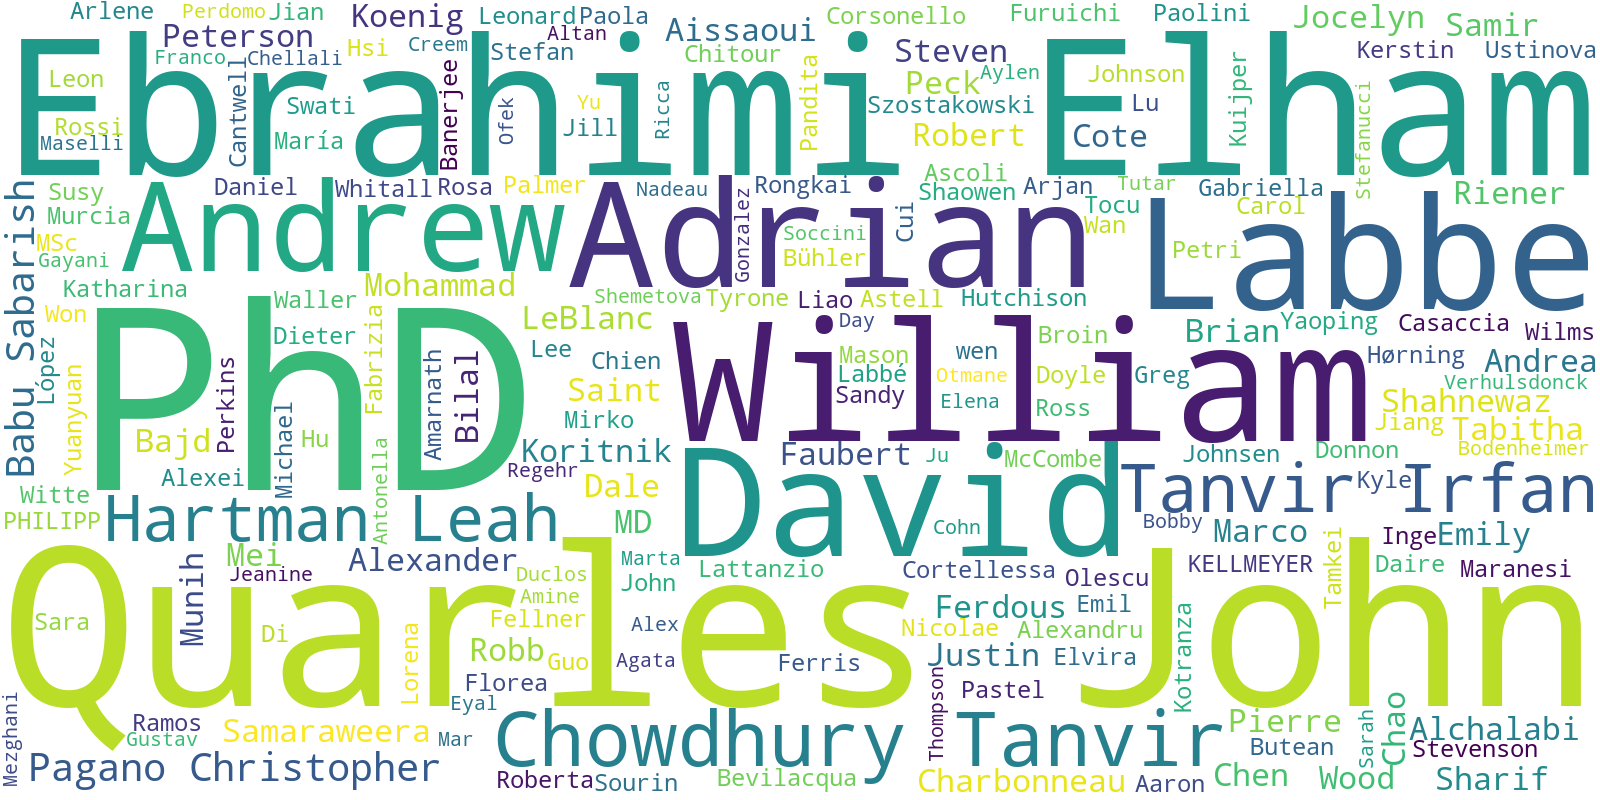 Arlene
Perdomo
Jian
Koenig
Leonard
Paola
Corsonello
Furuichi
Paolini
Jocelyn
Samir
Peterson
Hsi
Creem
Altan
Aissaoui
Steven
Kerstin
Ustinova
Franco
Chellali
Stefan
Chitour
Ebrahimi Elham
Leon
Cantwell
Swati
Banerjee
Ofek
Yu
Jill
Ricca
Pandita
Peck
Aylen
Johnson
Szostakowski
Lu
Kuijper
Stefanucci
Rossi
Maselli
María
Robert
Cote
Ascoli
Susy
Daniel
Whitall
Rosa
Palmer
Nadeau
Rongkai
Shaowen
Arjan
Tutar
Gabriella
Riener
Babu Sabarish
Murcia
Andrew
Adrian
Labbe
Gonzalez
Soccini
Cui
Tocu
Carol
MSc
Gayani
Bühler
Wan
Petri
Katharina
Waller
Mohammad
Shemetova
Tyrone
Liao
Astell
Hutchison
Won
Dieter
Fabrizia
LeBlanc
Day
Broin
Brian
Yaoping
Casaccia
Wilms
PhD
William
López
Lee
Chien
Mason
wen
Hørning
Andrea
Yuanyuan
Perkins
Amarnath
Bilal
Saint
Labbé
Otmane
Doyle
Greg
Verhulsdonck
Michael
Sandy
Elena
Ross
Shahnewaz
Mirko
Jiang
Tabitha
Bajd
Hu
Antonella
Koritnik
Faubert
Ju
McCombe
Johnsen
Donnon
Bodenheimer
Alexei
Regehr
David
Witte
Dale
Tanvir Irfan
Kyle
PHILIPP
Hartman Leah
MD
Cohn
Bobby
Marco
Inge
Emily
Munih
Mei
Alexander
Marta
Lattanzio
Cortellessa
Olescu
KELLMEYER
Tamkei
Daire
Maranesi
Jeanine
Duclos
John
Quarles John
Amine
Ferdous
Emil
Sara
Di
Fellner
Alex
Nicolae
Alexandru
Kotranza
Lorena
Robb
Guo
Agata
Ferris
Justin
Elvira
Florea
Thompson
Pastel
Mezghani
Ramos
Eyal
Gustav
Samaraweera
Mar
Chowdhury Tanvir
Pierre
Sarah
Chao
Alchalabi
Butean
Stevenson
Pagano Christopher
Roberta
Sourin
Bevilacqua
Charbonneau
Aaron
Chen
Wood
Sharif